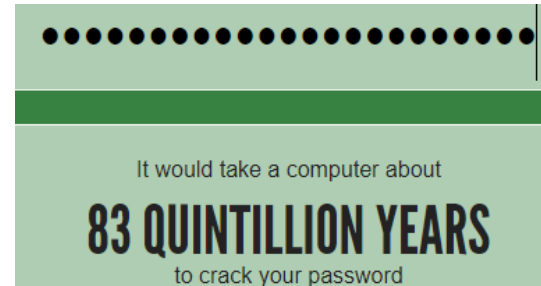 It would take a computer about
83 QUINTILLION YEARS
to crack your password